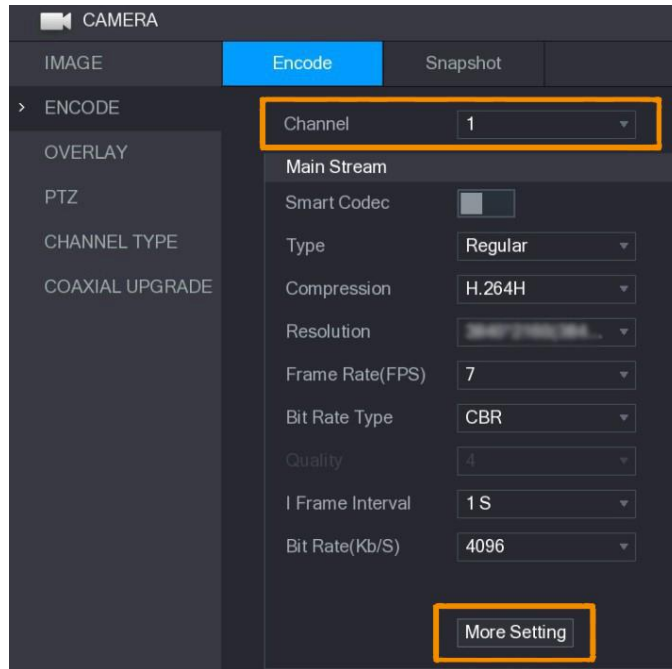 CAMERA
IMAGE
Encode Snapshot
> ENCODE
Channel 1
OVERLAY
Main Stream
PTZ
Smart Codec
CHANNEL TYPE
Type Regular
COAXIAL UPGRADE
Compression H.264H
Resolution
Frame Rate(FPS) 7
Bit Rate Type CBR
Quality 4
I Frame Interval 1 S
Bit Rate(Kb/S) 4096
More Setting